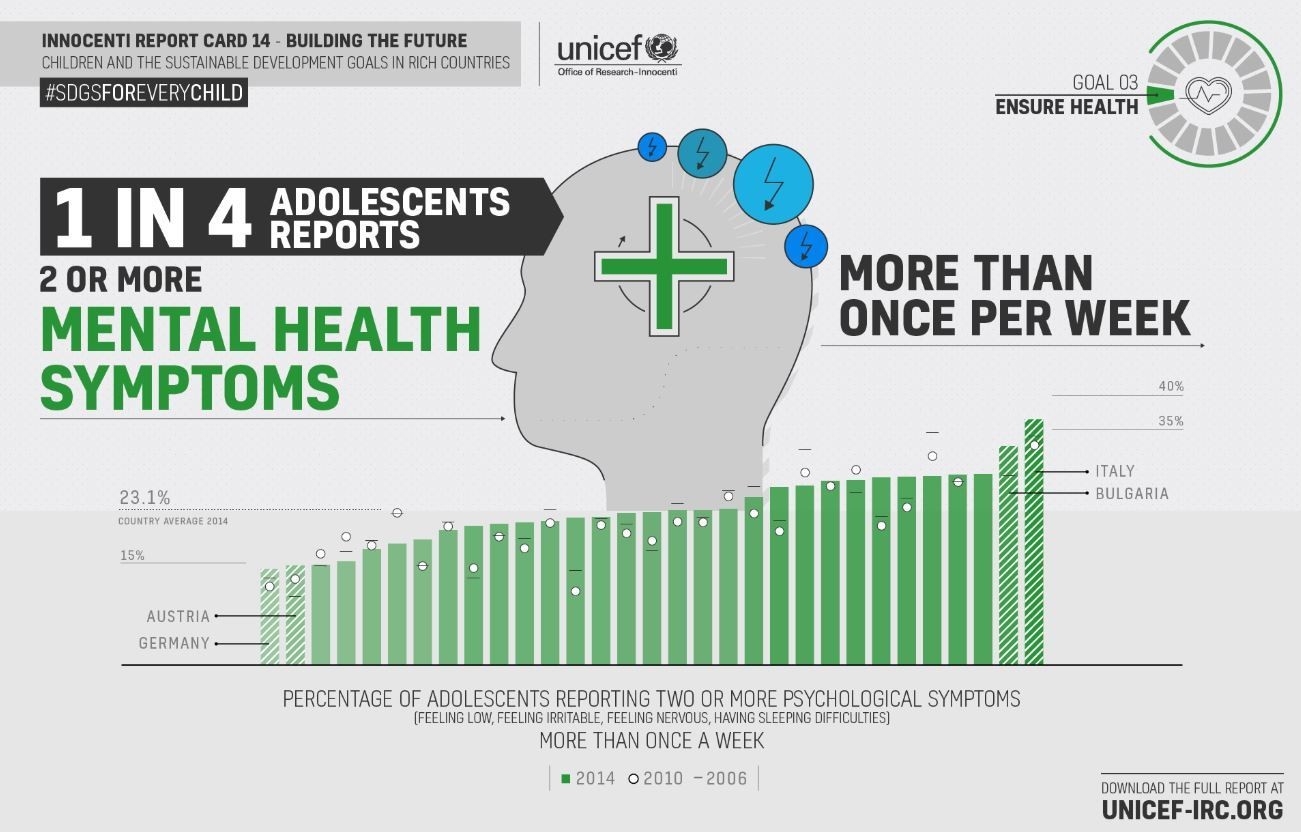 INNOCENTI REPORT CARD 14 - BUILDING THE FUTURE
CHILDREN AND THE SUSTAINABLE DEVELOPMENT GOALS IN RICH COUNTRIES
#SDGSFOREVERYCHILD
unicef
Office of Research–Innocenti
GOAL 03
ENSURE HEALTH
1 IN 4 ADOLESCENTS REPORTS
2 OR MORE
MENTAL HEALTH
SYMPTOMS
MORE THAN
ONCE PER WEEK
40%
35%
ITALY
BULGARIA
23.1%
COUNTRY AVERAGE 2014
15%
AUSTRIA
GERMANY
PERCENTAGE OF ADOLESCENTS REPORTING TWO OR MORE PSYCHOLOGICAL SYMPTOMS
(FEELING LOW, FEELING IRRITABLE, FEELING NERVOUS, HAVING SLEEPING DIFFICULTIES)
MORE THAN ONCE A WEEK
2014 2010 2006
DOWNLOAD THE FULL REPORT AT
UNICEF-IRC.ORG